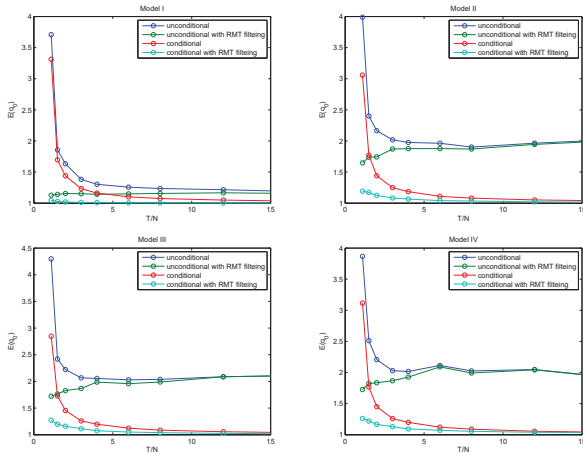 Model I
4
3.5
3
2.5
2
1.5
1
E(q₀)
unconditional
unconditional with RMT filteing
conditional
conditional with RMT filteing
0 5 10 15
T/N
Model II
4
3.5
3
2.5
2
1.5
1
E(q₀)
unconditional
unconditional with RMT filteing
conditional
conditional with RMT filteing
0 5 10 15
T/N
Model III
4.5
4
3.5
3
2.5
2
1.5
1
E(q₀)
unconditional
unconditional with RMT filteing
conditional
conditional with RMT filteing
0 5 10 15
T/N
Model IV
4
3.5
3
2.5
2
1.5
1
E(q₀)
unconditional
unconditional with RMT filteing
conditional
conditional with RMT filteing
0 5 10 15
T/N